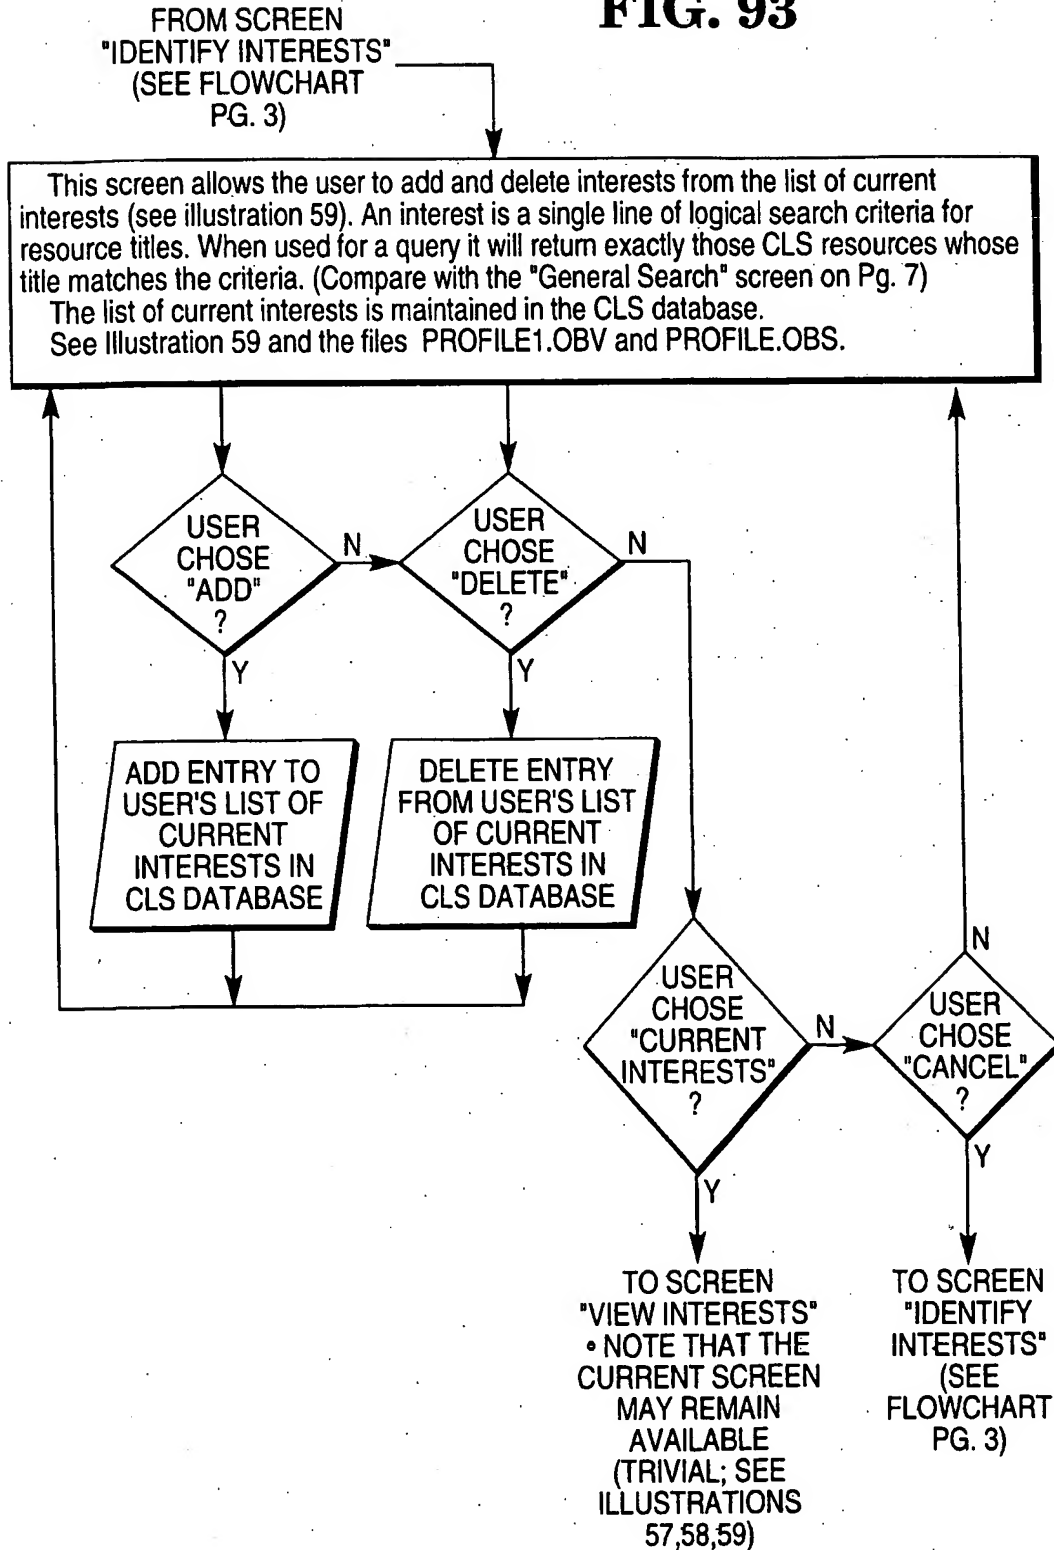 FIG. 93
FROM SCREEN
"IDENTIFY INTERESTS"
(SEE FLOWCHART
PG. 3)
This screen allows the user to add and delete interests from the list of current
interests (see illustration 59). An interest is a single line of logical search criteria for
resource titles. When used for a query it will return exactly those CLS resources whose
title matches the criteria. (Compare with the "General Search" screen on Pg. 7)
The list of current interests is maintained in the CLS database.
See Illustration 59 and the files PROFILE1.OBV and PROFILE.OBS.
USER
CHOSE
"ADD"
?
N
Y
USER
CHOSE
"DELETE"
?
N
Y
ADD ENTRY TO
USER'S LIST OF
CURRENT
INTERESTS IN
CLS DATABASE
DELETE ENTRY
FROM USER'S LIST
OF CURRENT
INTERESTS IN
CLS DATABASE
USER
CHOSE
"CURRENT
INTERESTS"
?
N
Y
N
USER
CHOSE
"CANCEL"
?
Y
TO SCREEN
"VIEW INTERESTS"
• NOTE THAT THE
CURRENT SCREEN
MAY REMAIN
AVAILABLE
(TRIVIAL; SEE
ILLUSTRATIONS
57,58,59)
TO SCREEN
"IDENTIFY
INTERESTS"
(SEE
FLOWCHART
PG. 3)